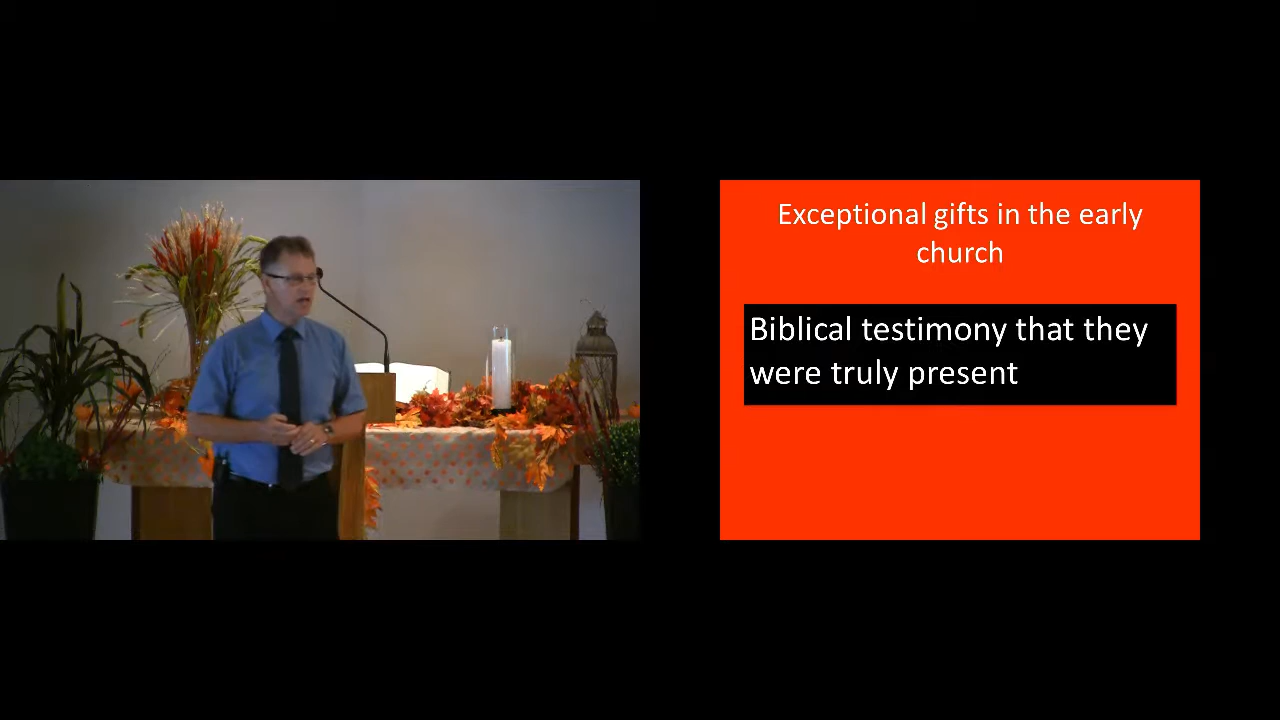 Exceptional gifts in the early
church
Biblical testimony that they
were truly present